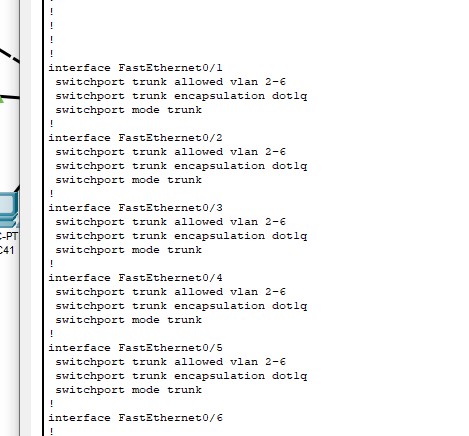 !
!
!
!
interface FastEthernet0/1
switchport trunk allowed vlan 2-6
switchport trunk encapsulation dot1q
switchport mode trunk
!
interface FastEthernet0/2
switchport trunk allowed vlan 2-6
switchport trunk encapsulation dot1q
switchport mode trunk
!
interface FastEthernet0/3
switchport trunk allowed vlan 2-6
switchport trunk encapsulation dot1q
switchport mode trunk
!
interface FastEthernet0/4
switchport trunk allowed vlan 2-6
switchport trunk encapsulation dot1q
switchport mode trunk
!
interface FastEthernet0/5
switchport trunk allowed vlan 2-6
switchport trunk encapsulation dot1q
switchport mode trunk
!
interface FastEthernet0/6
!
-PT
C41